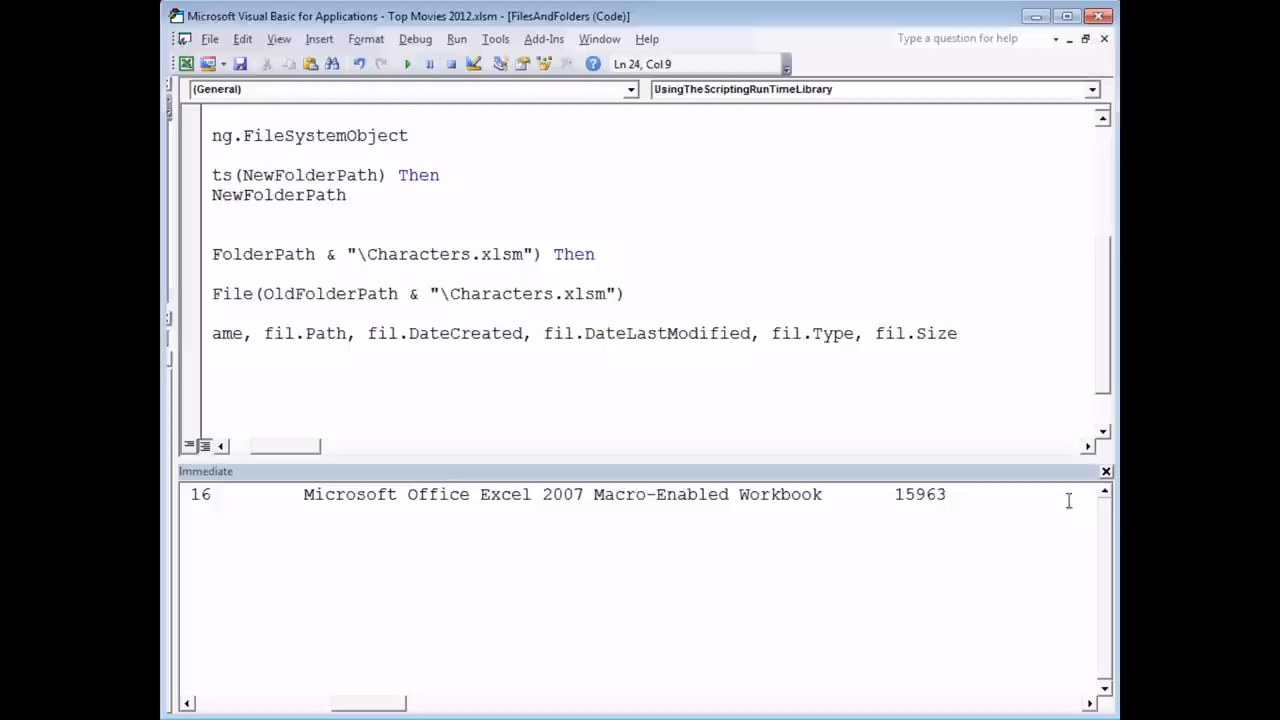 Microsoft Visual Basic for Applications - Top Movies 2012.xlsm - [FilesAndFolders (Code)]
File Edit View Insert Format Debug Run Tools Add-Ins Window Help Type a question for help
Ln 24, Col 9
(General) UsingTheScriptingRunTimeLibrary
ng.FileSystemObject
ts(NewFolderPath) Then
NewFolderPath
FolderPath & "\Characters.xlsm") Then
File(OldFolderPath & "\Characters.xlsm")
ame, fil.Path, fil.DateCreated, fil.DateLastModified, fil.Type, fil.Size
Immediate
16 Microsoft Office Excel 2007 Macro-Enabled Workbook 15963